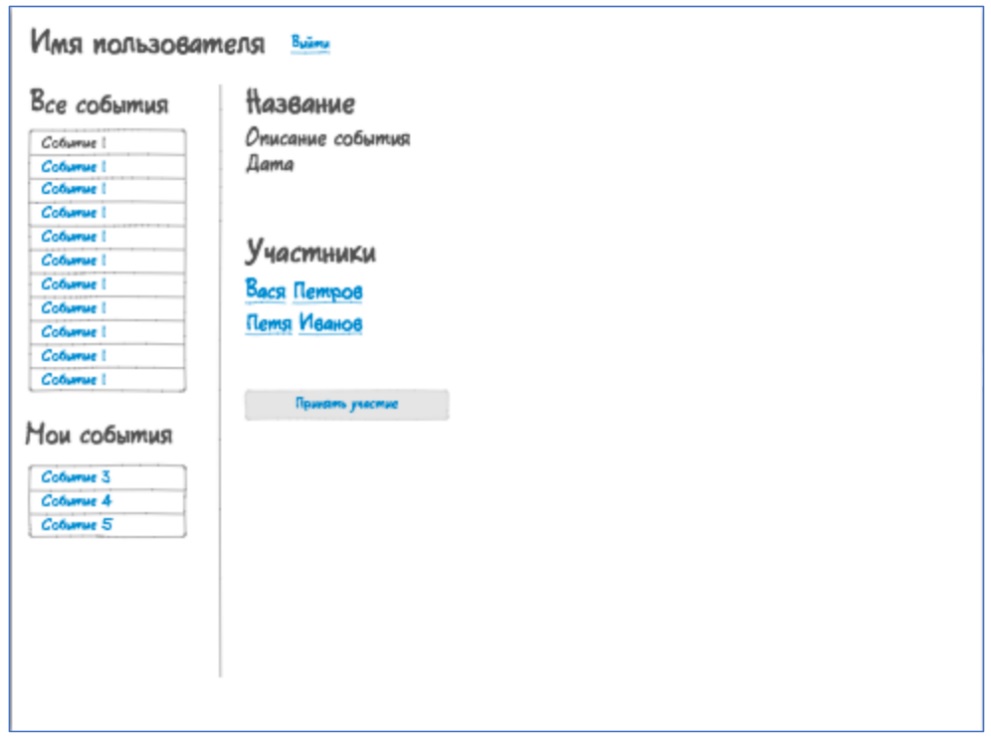 Имя пользователя Выйти
Все события
Событие 1
Событие 1
Событие 1
Событие 1
Событие 1
Событие 1
Событие 1
Событие 1
Событие 1
Событие 1
Событие 1
Мои события
Событие 3
Событие 4
Событие 5
Название
Описание события
Дата
Участники
Вася Петров
Петя Иванов
Принять участие